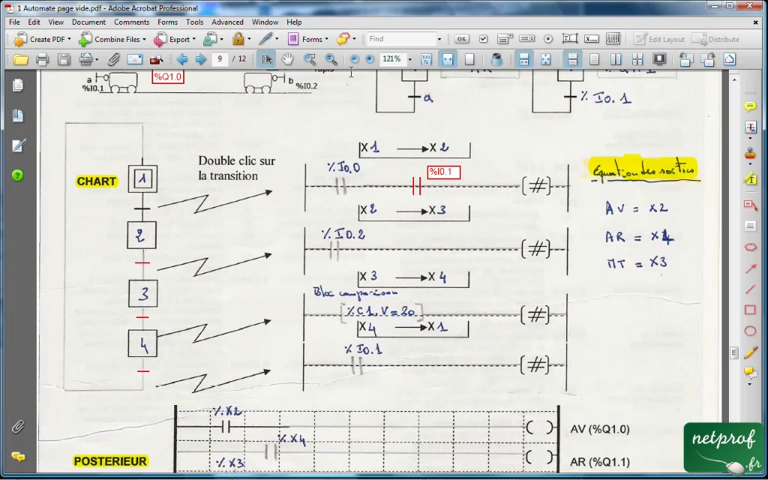 1 Automate page vide.pdf - Adobe Acrobat Professional
File Edit View Document Comments Forms Tools Advanced Window Help
Create PDF Combine Files Export Forms Find Edit Layout Distribute
9 / 12 121%
a %Q1.0 b
%I0.1 %I0.2
a % I0.1
X1 → X2
Double clic sur
la transition
% I0.0 %I0.1
CHART 1
(#)
X2 → X3
AV = X2
AR = X4
MT = X3
2 % I0.2 (#)
X3 → X4
3 Bloc comparaison
[% C1, V = 20] (#)
X4 → X1
4 % I0.1 (#)
%X2
( ) AV (%Q1.0)
%X4
POSTERIEUR %X3 ( ) AR (%Q1.1)
netprof
.fr